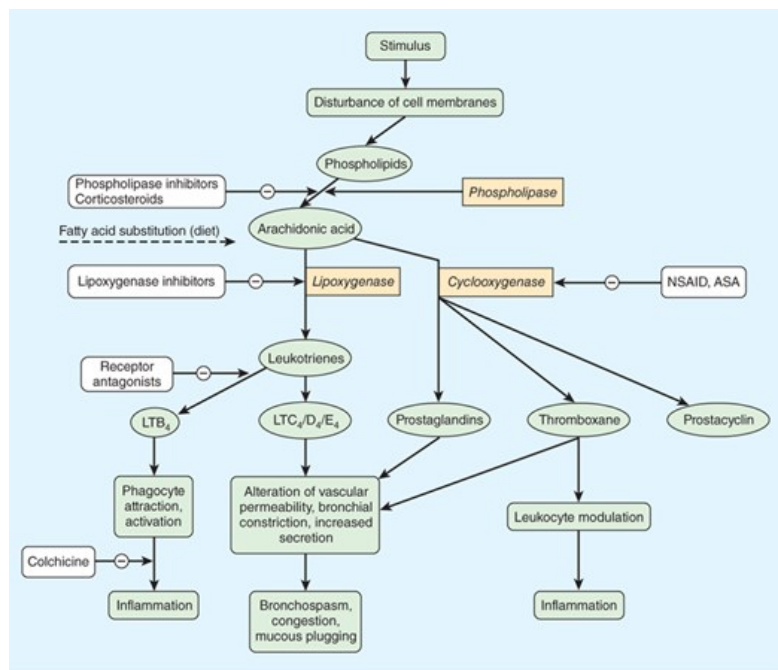 Stimulus
Disturbance of cell membranes
Phospholipids
Phospholipase inhibitors
Corticosteroids
−
Phospholipase
Fatty acid substitution (diet)
Arachidonic acid
Lipoxygenase inhibitors
−
Lipoxygenase
Cyclooxygenase
−
NSAID, ASA
Leukotrienes
Receptor
antagonists
−
LTB₄
LTC₄/D₄/E₄
Prostaglandins
Thromboxane
Prostacyclin
Phagocyte
attraction,
activation
Alteration of vascular
permeability, bronchial
constriction, increased
secretion
Leukocyte modulation
Colchicine
−
Inflammation
Bronchospasm,
congestion,
mucous plugging
Inflammation